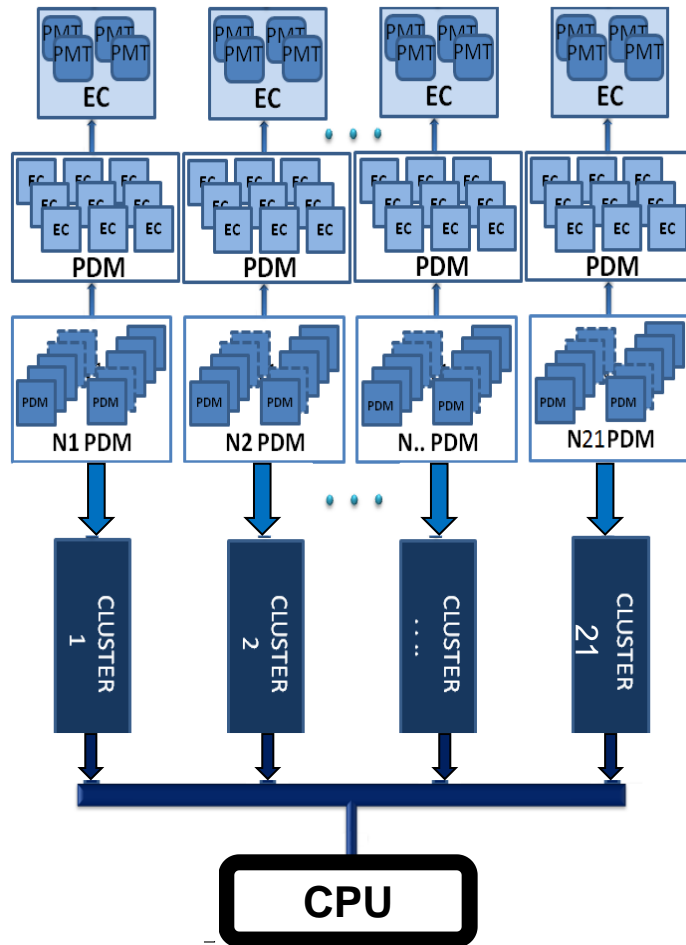 PMT PMT PMT PMT PMT PMT PMT PMT
PMT PMT PMT PMT PMT PMT PMT PMT
EC EC EC EC
EC EC EC EC EC EC EC EC EC EC EC EC
EC EC EC EC EC EC EC EC EC EC EC EC
EC EC EC EC EC EC EC EC EC EC EC EC
PDM PDM PDM PDM
PDM PDM PDM PDM PDM PDM PDM PDM
N1 PDM N2 PDM N.. PDM N21PDM
CLUSTER 1
CLUSTER 2
CLUSTER
CLUSTER 21
CPU